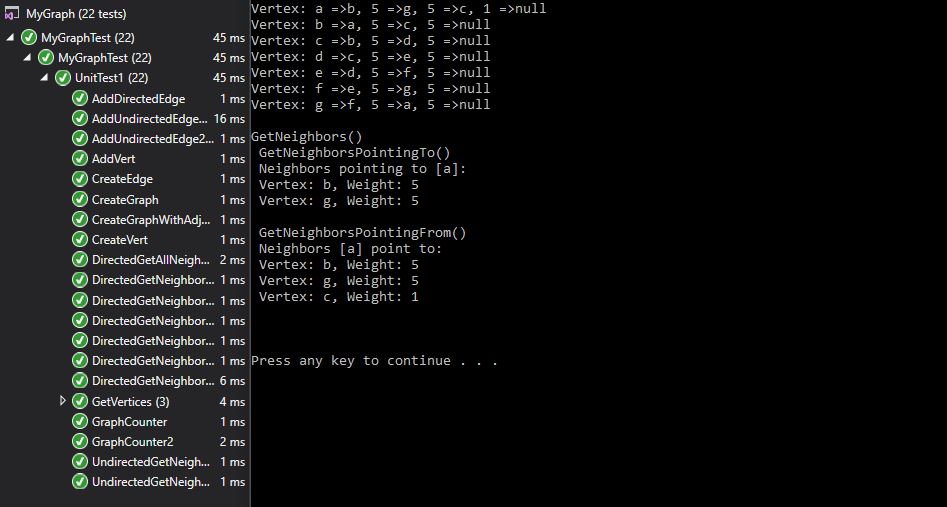 MyGraph (22 tests)
MyGraphTest (22) 45 ms
MyGraphTest (22) 45 ms
UnitTest1 (22) 45 ms
AddDirectedEdge 1 ms
AddUndirectedEdge... 16 ms
AddUndirectedEdge2... 1 ms
AddVert 1 ms
CreateEdge 1 ms
CreateGraph 1 ms
CreateGraphWithAdj... 1 ms
CreateVert 1 ms
DirectedGetAllNeigh... 2 ms
DirectedGetNeighbor... 1 ms
DirectedGetNeighbor... 1 ms
DirectedGetNeighbor... 1 ms
DirectedGetNeighbor... 1 ms
DirectedGetNeighbor... 1 ms
DirectedGetNeighbor... 6 ms
GetVertices (3) 4 ms
GraphCounter 1 ms
GraphCounter2 2 ms
UndirectedGetNeigh... 1 ms
UndirectedGetNeigh... 1 ms
Vertex: a =>b, 5 =>g, 5 =>c, 1 =>null
Vertex: b =>a, 5 =>c, 5 =>null
Vertex: c =>b, 5 =>d, 5 =>null
Vertex: d =>c, 5 =>e, 5 =>null
Vertex: e =>d, 5 =>f, 5 =>null
Vertex: f =>e, 5 =>g, 5 =>null
Vertex: g =>f, 5 =>a, 5 =>null
GetNeighbors()
GetNeighborsPointingTo()
Neighbors pointing to [a]:
Vertex: b, Weight: 5
Vertex: g, Weight: 5
GetNeighborsPointingFrom()
Neighbors [a] point to:
Vertex: b, Weight: 5
Vertex: g, Weight: 5
Vertex: c, Weight: 1
Press any key to continue . . .